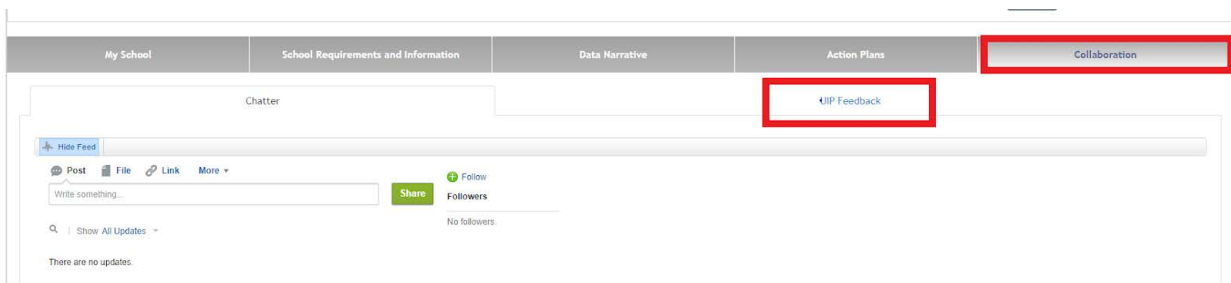 My School School Requirements and Information Data Narrative Action Plans Collaboration
Chatter UIP Feedback
Hide Feed
Post File Link More
Write something... Share
Follow
Followers
No followers.
Show All Updates
There are no updates.